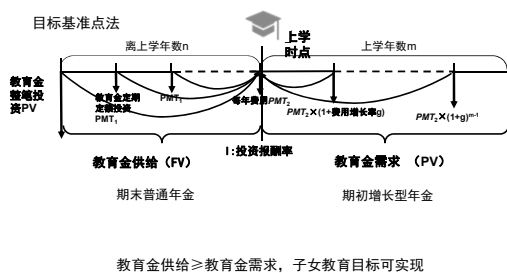 目标基准点法
上学
时点
离上学年数n
上学年数m
教育金
整笔投
资PV
教育金定期
定额投资
PMT₁
PMT₁
每年费用PMT₂
PMT₂×(1+费用增长率g)
PMT₂×(1+g)ᵐ⁻¹
I:投资报酬率
教育金供给(FV)
教育金需求 (PV)
期末普通年金
期初增长型年金
教育金供给≥教育金需求，子女教育目标可实现